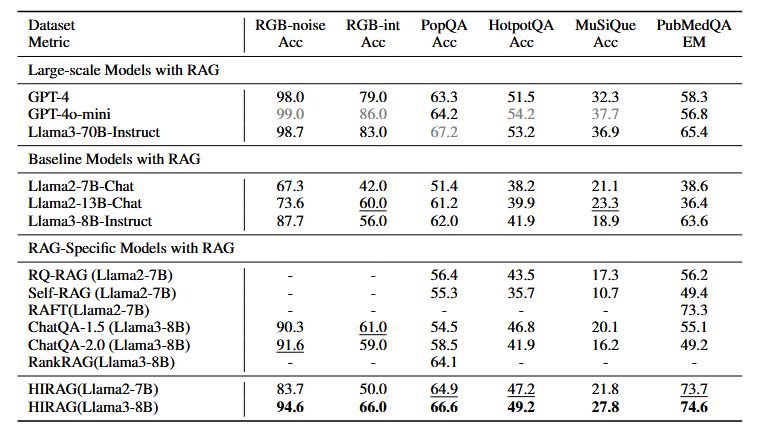 Dataset RGB-noise RGB-int PopQA HotpotQA MuSiQue PubMedQA
Metric Acc Acc Acc Acc Acc EM
Large-scale Models with RAG
GPT-4 98.0 79.0 63.3 51.5 32.3 58.3
GPT-4o-mini 99.0 86.0 64.2 54.2 37.7 56.8
Llama3-70B-Instruct 98.7 83.0 67.2 53.2 36.9 65.4
Baseline Models with RAG
Llama2-7B-Chat 67.3 42.0 51.4 38.2 21.1 38.6
Llama2-13B-Chat 73.6 60.0 61.2 39.9 23.3 36.4
Llama3-8B-Instruct 87.7 56.0 62.0 41.9 18.9 63.6
RAG-Specific Models with RAG
RQ-RAG (Llama2-7B) - - 56.4 43.5 17.3 56.2
Self-RAG (Llama2-7B) - - 55.3 35.7 10.7 49.4
RAFT(Llama2-7B) - - - - - 73.3
ChatQA-1.5 (Llama3-8B) 90.3 61.0 54.5 46.8 20.1 55.1
ChatQA-2.0 (Llama3-8B) 91.6 59.0 58.5 41.9 16.2 49.2
RankRAG(Llama3-8B) - - 64.1 - - -
HIRAG(Llama2-7B) 83.7 50.0 64.9 47.2 21.8 73.7
HIRAG(Llama3-8B) 94.6 66.0 66.6 49.2 27.8 74.6